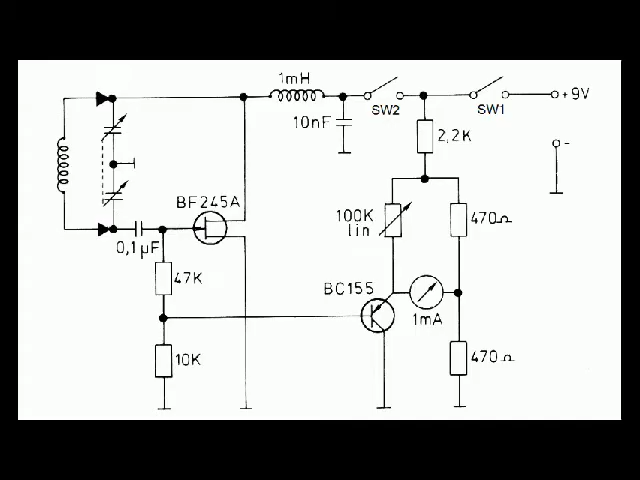 1mH
10nF
SW2
SW1
+9V
-
2,2K
BF245A
100K
lin
470Ω
0,1µF
47K
BC155
1mA
10K
470Ω